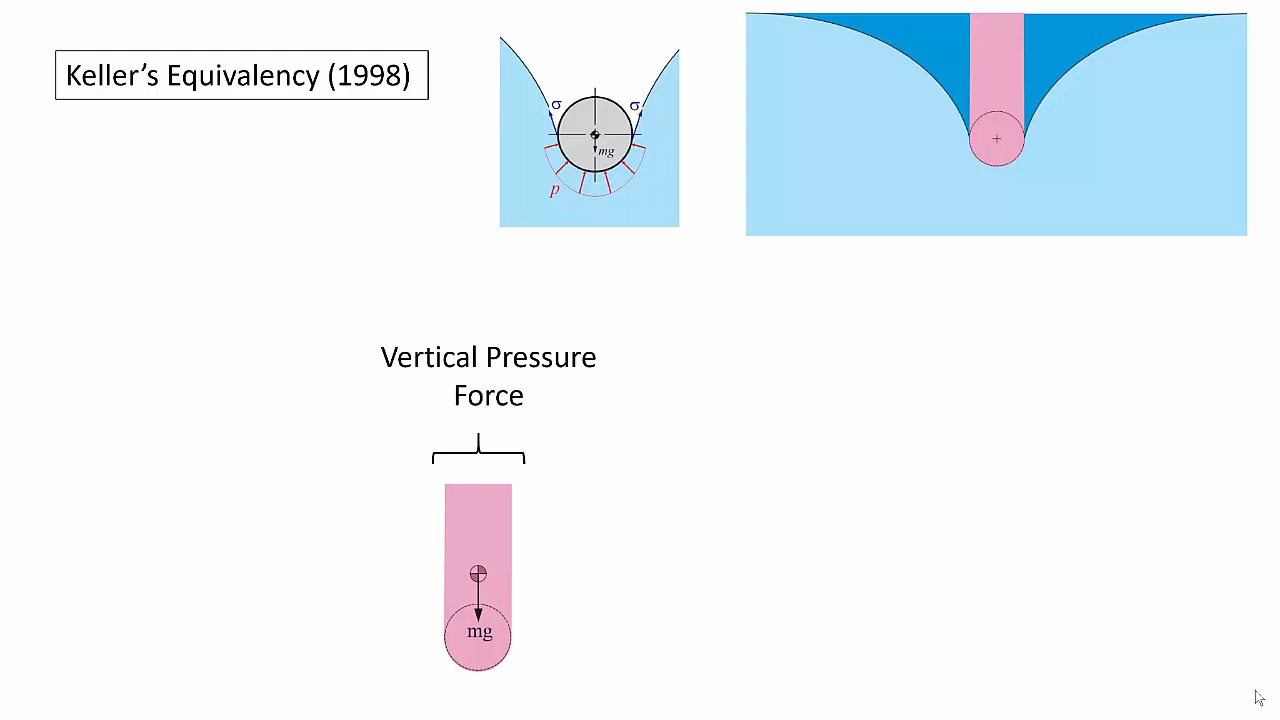 Keller's Equivalency (1998)
σ
σ
mg
p
Vertical Pressure
Force
mg